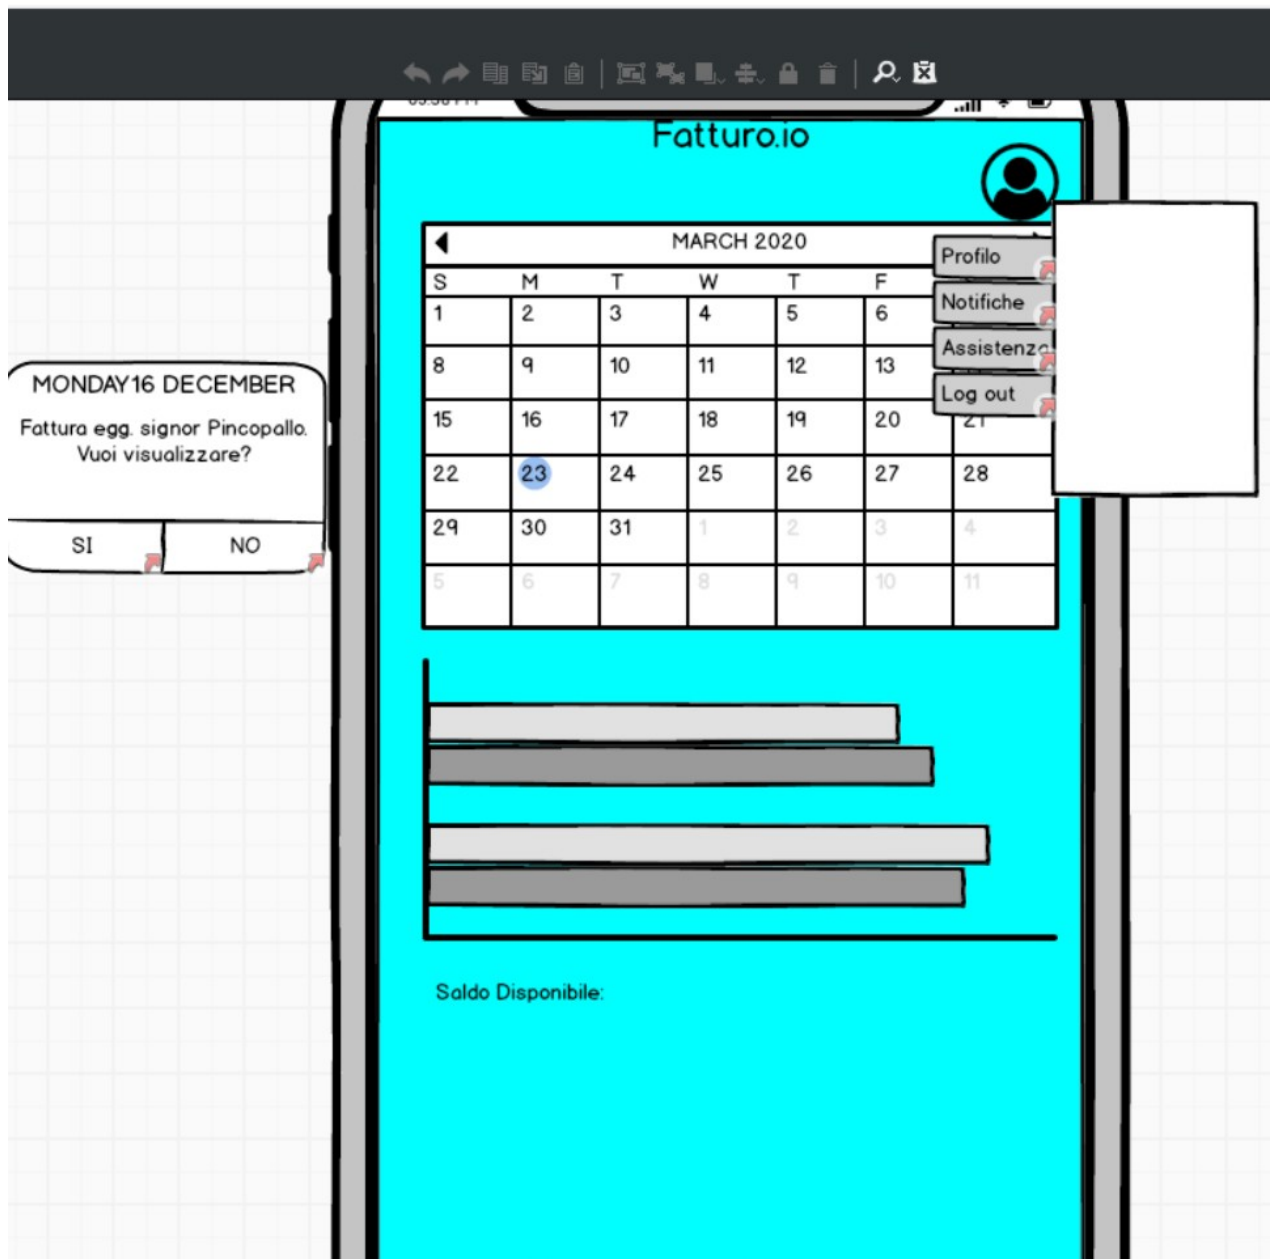 Fatturo.io
MARCH 2020
Profilo
S M T W T F
Notifiche
1 2 3 4 5 6
Assistenza
8 9 10 11 12 13
Log out
15 16 17 18 19 20 21
22 23 24 25 26 27 28
29 30 31 1 2 3 4
5 6 7 8 9 10 11
MONDAY16 DECEMBER
Fattura egg. signor Pincopallo.
Vuoi visualizzare?
SI NO
Saldo Disponibile: